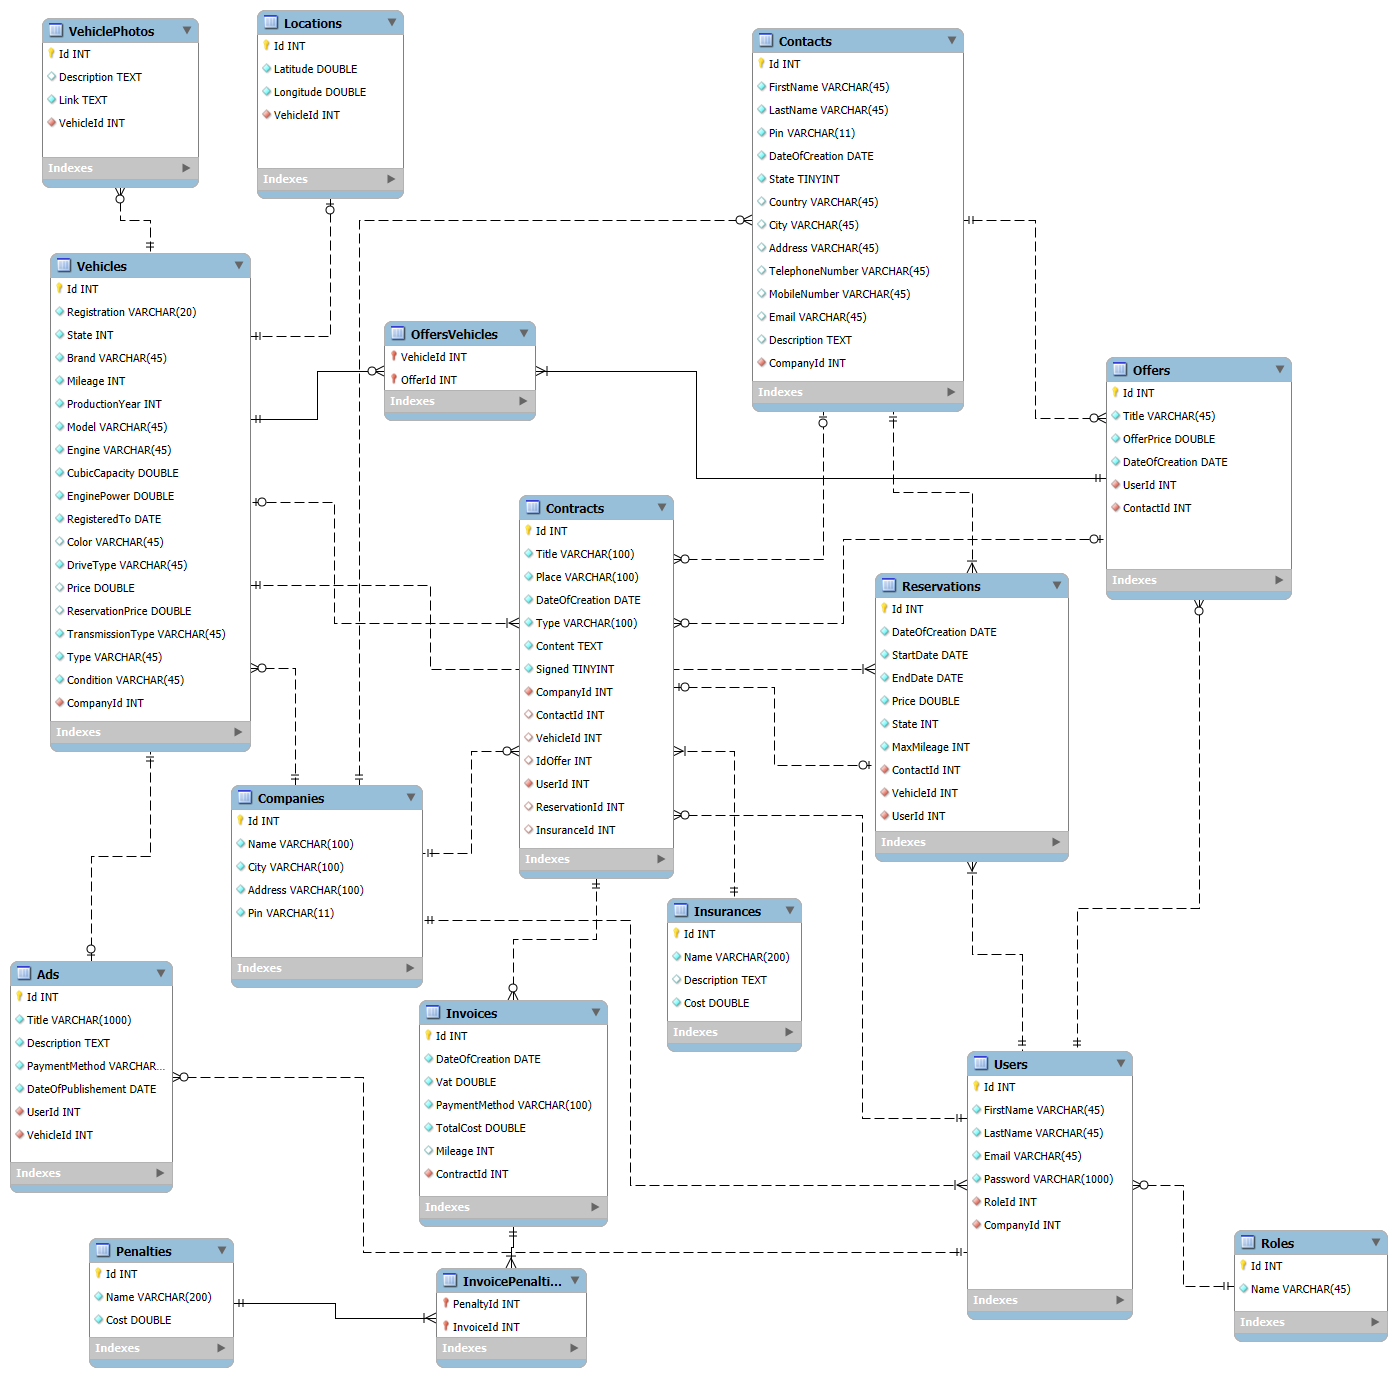 VehiclePhotos
Id INT
Description TEXT
Link TEXT
VehicleId INT
Indexes
Locations
Id INT
Latitude DOUBLE
Longitude DOUBLE
VehicleId INT
Indexes
Contacts
Id INT
FirstName VARCHAR(45)
LastName VARCHAR(45)
Pin VARCHAR(11)
DateOfCreation DATE
State TINYINT
Country VARCHAR(45)
City VARCHAR(45)
Address VARCHAR(45)
TelephoneNumber VARCHAR(45)
MobileNumber VARCHAR(45)
Email VARCHAR(45)
Description TEXT
CompanyId INT
Indexes
Vehicles
Id INT
Registration VARCHAR(20)
State INT
Brand VARCHAR(45)
Mileage INT
ProductionYear INT
Model VARCHAR(45)
Engine VARCHAR(45)
CubicCapacity DOUBLE
EnginePower DOUBLE
RegisteredTo DATE
Color VARCHAR(45)
DriveType VARCHAR(45)
Price DOUBLE
ReservationPrice DOUBLE
TransmissionType VARCHAR(45)
Type VARCHAR(45)
Condition VARCHAR(45)
CompanyId INT
Indexes
OffersVehicles
VehicleId INT
OfferId INT
Indexes
Offers
Id INT
Title VARCHAR(45)
OfferPrice DOUBLE
DateOfCreation DATE
UserId INT
ContactId INT
Indexes
Contracts
Id INT
Title VARCHAR(100)
Place VARCHAR(100)
DateOfCreation DATE
Type VARCHAR(100)
Content TEXT
Signed TINYINT
CompanyId INT
ContactId INT
VehicleId INT
IdOffer INT
UserId INT
ReservationId INT
InsuranceId INT
Indexes
Reservations
Id INT
DateOfCreation DATE
StartDate DATE
EndDate DATE
Price DOUBLE
State INT
MaxMileage INT
ContactId INT
VehicleId INT
UserId INT
Indexes
Companies
Id INT
Name VARCHAR(100)
City VARCHAR(100)
Address VARCHAR(100)
Pin VARCHAR(11)
Indexes
Insurances
Id INT
Name VARCHAR(200)
Description TEXT
Cost DOUBLE
Indexes
Ads
Id INT
Title VARCHAR(1000)
Description TEXT
PaymentMethod VARCHAR...
DateOfPublishement DATE
UserId INT
VehicleId INT
Indexes
Invoices
Id INT
DateOfCreation DATE
Vat DOUBLE
PaymentMethod VARCHAR(100)
TotalCost DOUBLE
Mileage INT
ContractId INT
Indexes
Users
Id INT
FirstName VARCHAR(45)
LastName VARCHAR(45)
Email VARCHAR(45)
Password VARCHAR(1000)
RoleId INT
CompanyId INT
Indexes
Penalties
Id INT
Name VARCHAR(200)
Cost DOUBLE
Indexes
InvoicePenalti...
PenaltyId INT
InvoiceId INT
Indexes
Roles
Id INT
Name VARCHAR(45)
Indexes